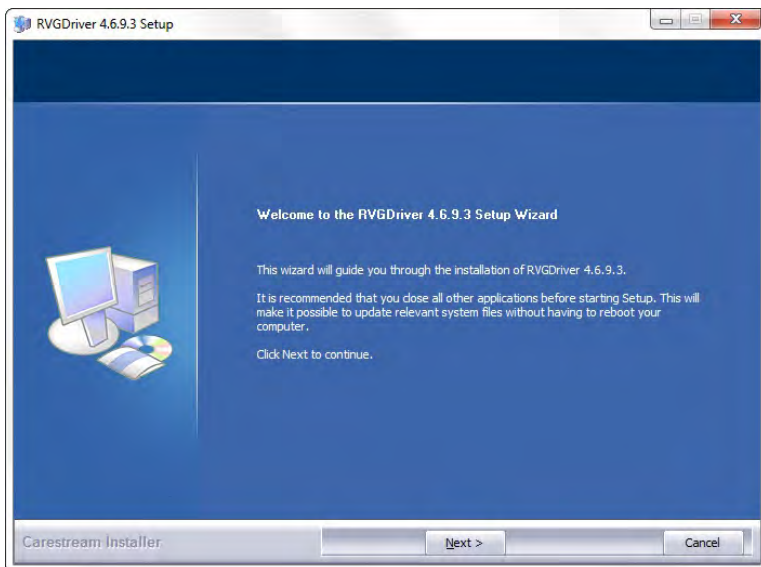 RVGDriver 4.6.9.3 Setup
Welcome to the RVGDriver 4.6.9.3 Setup Wizard
This wizard will guide you through the installation of RVGDriver 4.6.9.3.
It is recommended that you close all other applications before starting Setup. This will
make it possible to update relevant system files without having to reboot your
computer.
Click Next to continue.
Carestream Installer
Next >
Cancel